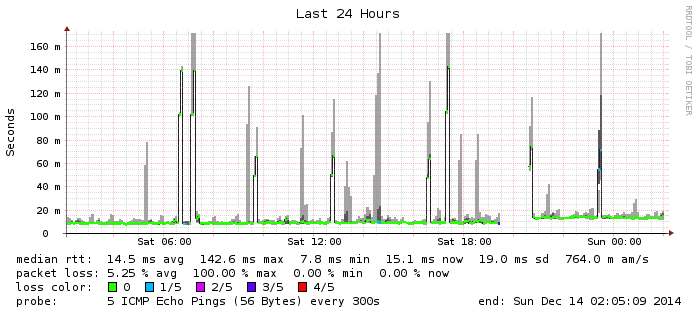 Last 24 Hours
RRDTOOL / TOBI OETIKER
Seconds
160 m
140 m
120 m
100 m
80 m
60 m
40 m
20 m
0
Sat 06:00 Sat 12:00 Sat 18:00 Sun 00:00
median rtt: 14.5 ms avg 142.6 ms max 7.8 ms min 15.1 ms now 19.0 ms sd 764.0 m am/s
packet loss: 5.25 % avg 100.00 % max 0.00 % min 0.00 % now
loss color: 0 1/5 2/5 3/5 4/5
probe: 5 ICMP Echo Pings (56 Bytes) every 300s end: Sun Dec 14 02:05:09 2014